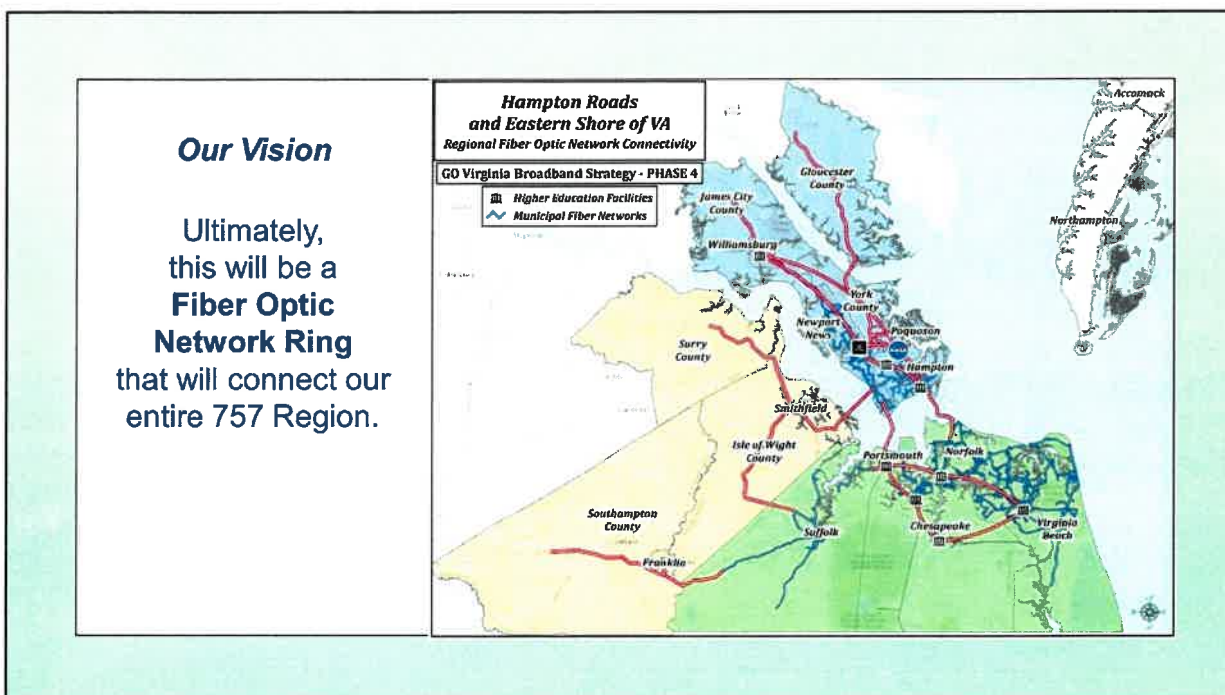 Our Vision
Ultimately,
this will be a
Fiber Optic
Network Ring
that will connect our
entire 757 Region.
Hampton Roads
and Eastern Shore of VA
Regional Fiber Optic Network Connectivity
GO Virginia Broadband Strategy - PHASE 4
Higher Education Facilities
Municipal Fiber Networks
Accomack
Northampton
Gloucester
County
James City
County
Williamsburg
York
County
Newport
News
Poquoson
NASA
Hampton
Surry
County
Smithfield
Isle of Wight
County
Portsmouth
Norfolk
Southampton
County
Suffolk
Chesapeake
Virginia
Beach
Franklin